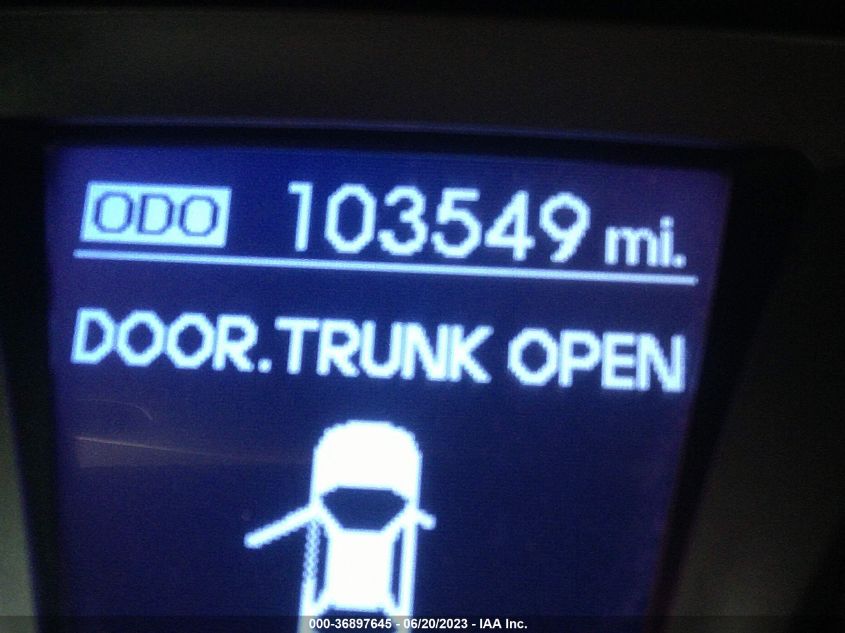 ODO 103549 mi.
DOOR.TRUNK OPEN
000-36897645 - 06/20/2023 - IAA Inc.